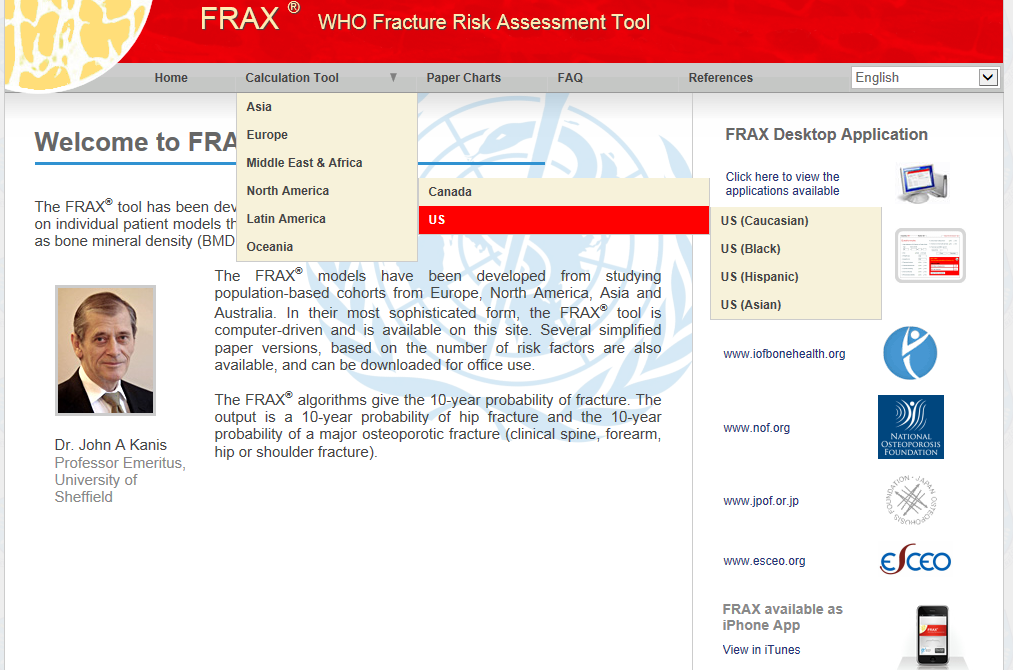 FRAX ® WHO Fracture Risk Assessment Tool
Home Calculation Tool ▼ Paper Charts FAQ References English
Asia
Europe
Middle East & Africa
North America
Latin America
Oceania
Canada
US
US (Caucasian)
US (Black)
US (Hispanic)
US (Asian)
Welcome to FRA
The FRAX® tool has been dev
on individual patient models th
as bone mineral density (BMD
The FRAX® models have been developed from studying
population-based cohorts from Europe, North America, Asia and
Australia. In their most sophisticated form, the FRAX® tool is
computer-driven and is available on this site. Several simplified
paper versions, based on the number of risk factors are also
available, and can be downloaded for office use.
The FRAX® algorithms give the 10-year probability of fracture. The
output is a 10-year probability of hip fracture and the 10-year
probability of a major osteoporotic fracture (clinical spine, forearm,
hip or shoulder fracture).
Dr. John A Kanis
Professor Emeritus,
University of
Sheffield
FRAX Desktop Application
Click here to view the
applications available
www.iofbonehealth.org
www.nof.org
NATIONAL
OSTEOPOROSIS
FOUNDATION
www.jpof.or.jp
JAPAN OSTEOPOROSIS FOUNDATION
www.esceo.org
ESCEO
FRAX available as
iPhone App
View in iTunes